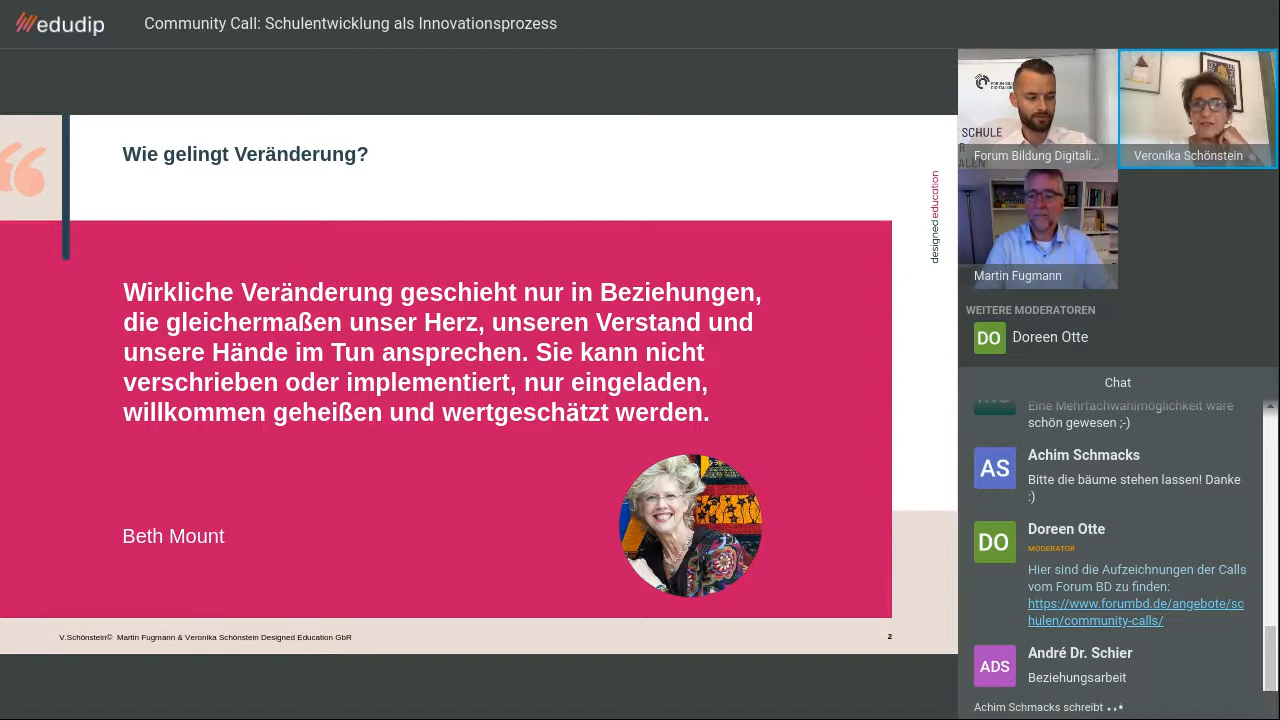 edudip
Community Call: Schulentwicklung als Innovationsprozess
Wie gelingt Veränderung?
designededucation
Wirkliche Veränderung geschieht nur in Beziehungen,
die gleichermaßen unser Herz, unseren Verstand und
unsere Hände im Tun ansprechen. Sie kann nicht
verschrieben oder implementiert, nur eingeladen,
willkommen geheißen und wertgeschätzt werden.
Beth Mount
V.Schönstein© Martin Fugmann & Veronika Schönstein Designed Education GbR
2
SCHULE
Forum Bildung Digitali...
Veronika Schönstein
Martin Fugmann
WEITERE MODERATOREN
DO
Doreen Otte
Chat
Eine Mehrfachwahlmöglichkeit wäre
schön gewesen ;-)
AS
Achim Schmacks
Bitte die bäume stehen lassen! Danke
:)
DO
Doreen Otte
MODERATOR
Hier sind die Aufzeichnungen der Calls
vom Forum BD zu finden:
https://www.forumbd.de/angebote/sc
hulen/community-calls/
ADS
André Dr. Schier
Beziehungsarbeit
Achim Schmacks schreibt